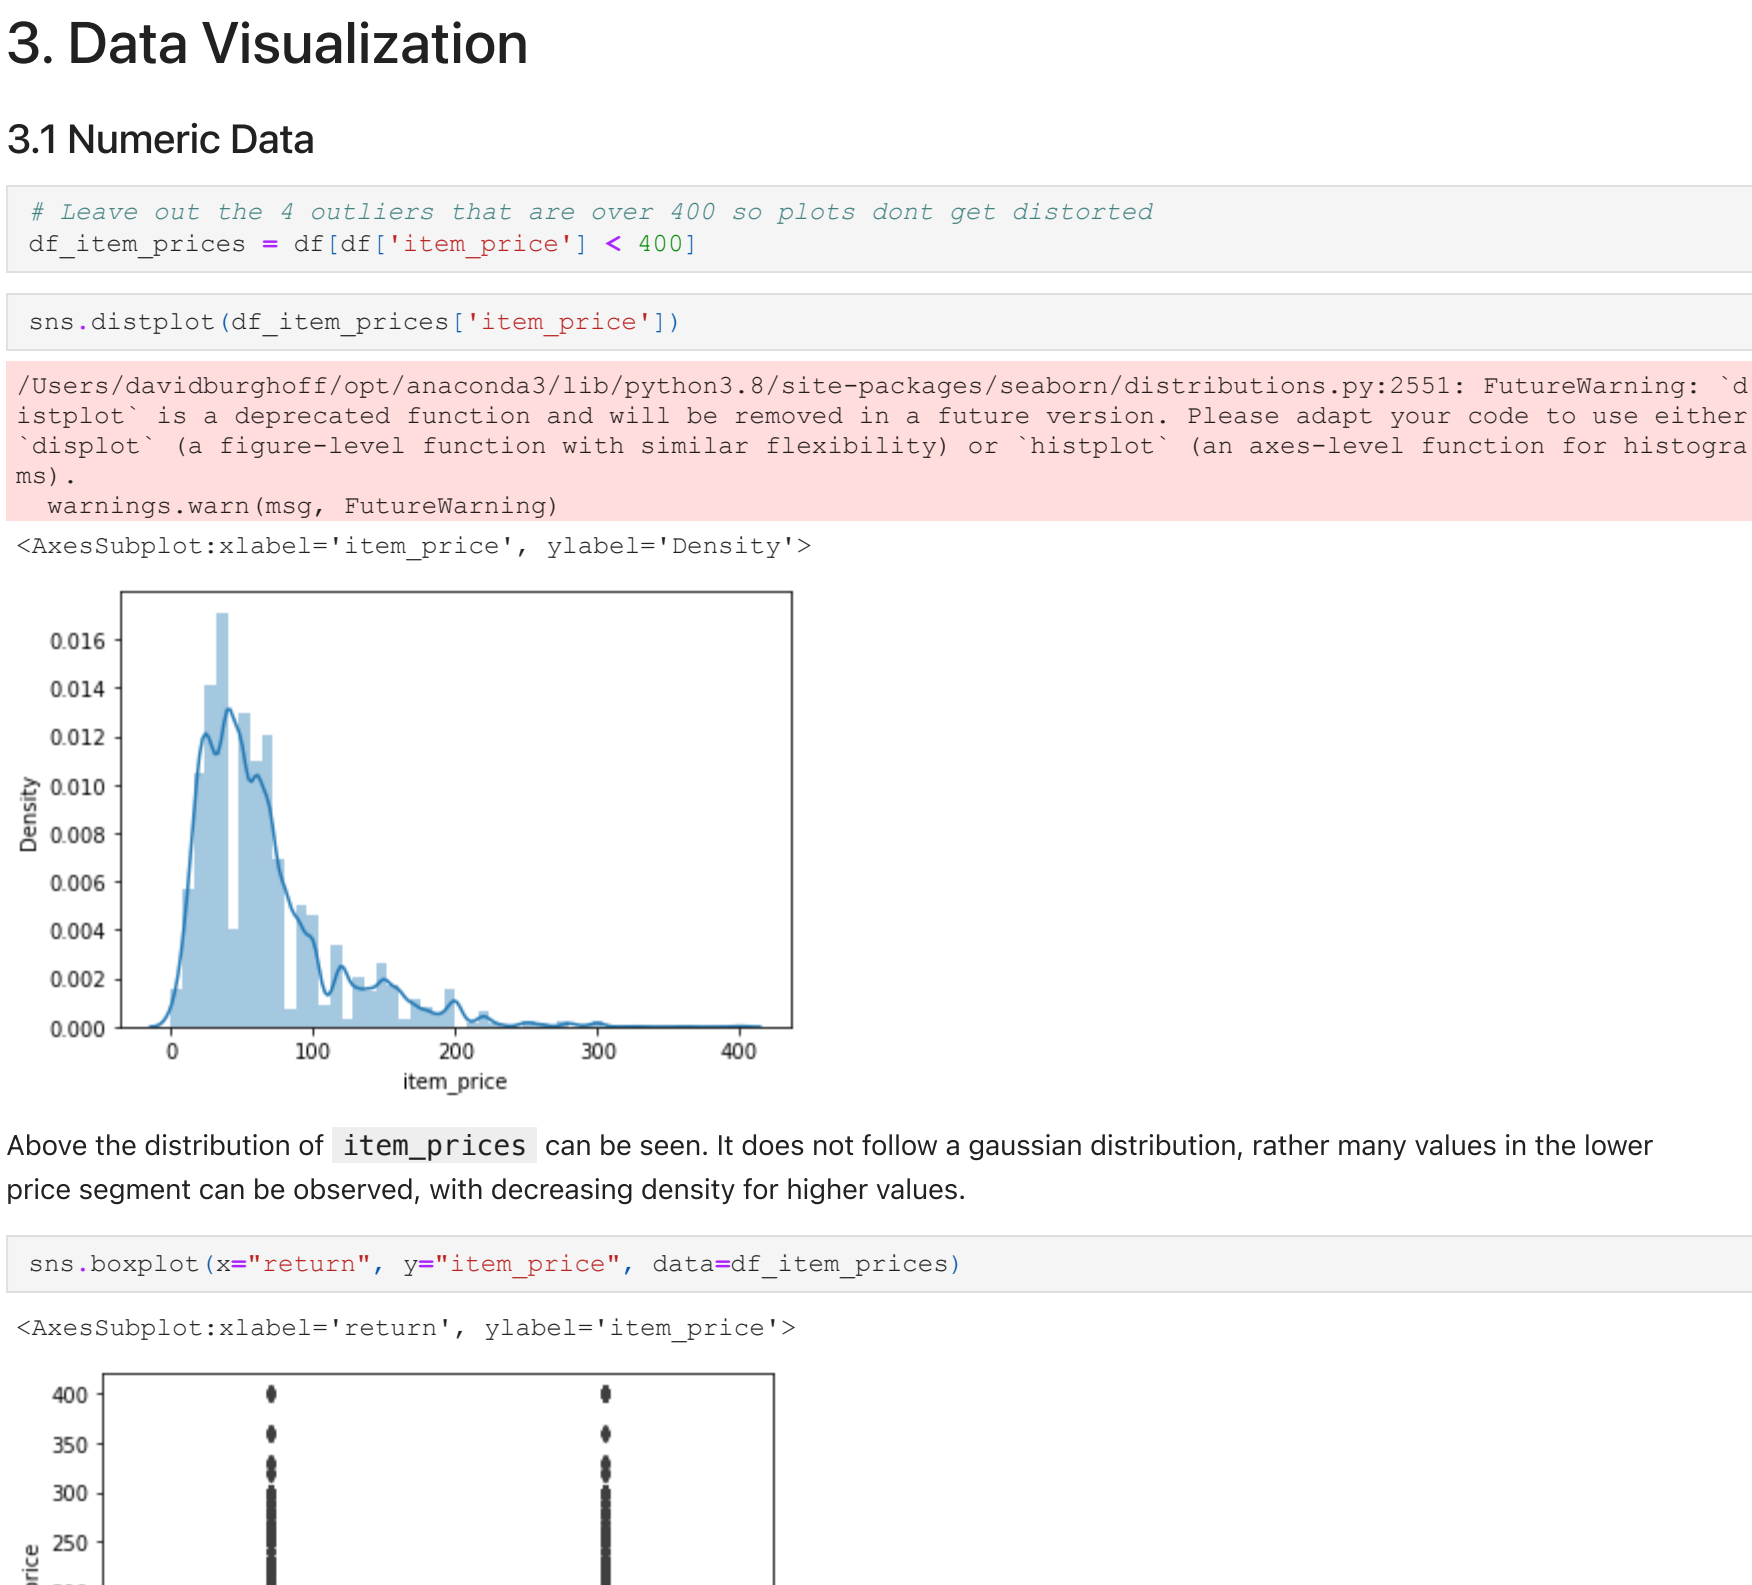 3. Data Visualization
3.1 Numeric Data
# Leave out the 4 outliers that are over 400 so plots dont get distorted
df_item_prices = df[df['item_price'] < 400]
sns.distplot(df_item_prices['item_price'])
/Users/davidburghoff/opt/anaconda3/lib/python3.8/site-packages/seaborn/distributions.py:2551: FutureWarning: `d
istplot` is a deprecated function and will be removed in a future version. Please adapt your code to use either
`displot` (a figure-level function with similar flexibility) or `histplot` (an axes-level function for histogra
ms).
  warnings.warn(msg, FutureWarning)
<AxesSubplot:xlabel='item_price', ylabel='Density'>
0.016
0.014
0.012
0.010
0.008
0.006
0.004
0.002
0.000
Density
0 100 200 300 400
item_price
Above the distribution of item_prices can be seen. It does not follow a gaussian distribution, rather many values in the lower
price segment can be observed, with decreasing density for higher values.
sns.boxplot(x="return", y="item_price", data=df_item_prices)
<AxesSubplot:xlabel='return', ylabel='item_price'>
400
350
300
250
rice